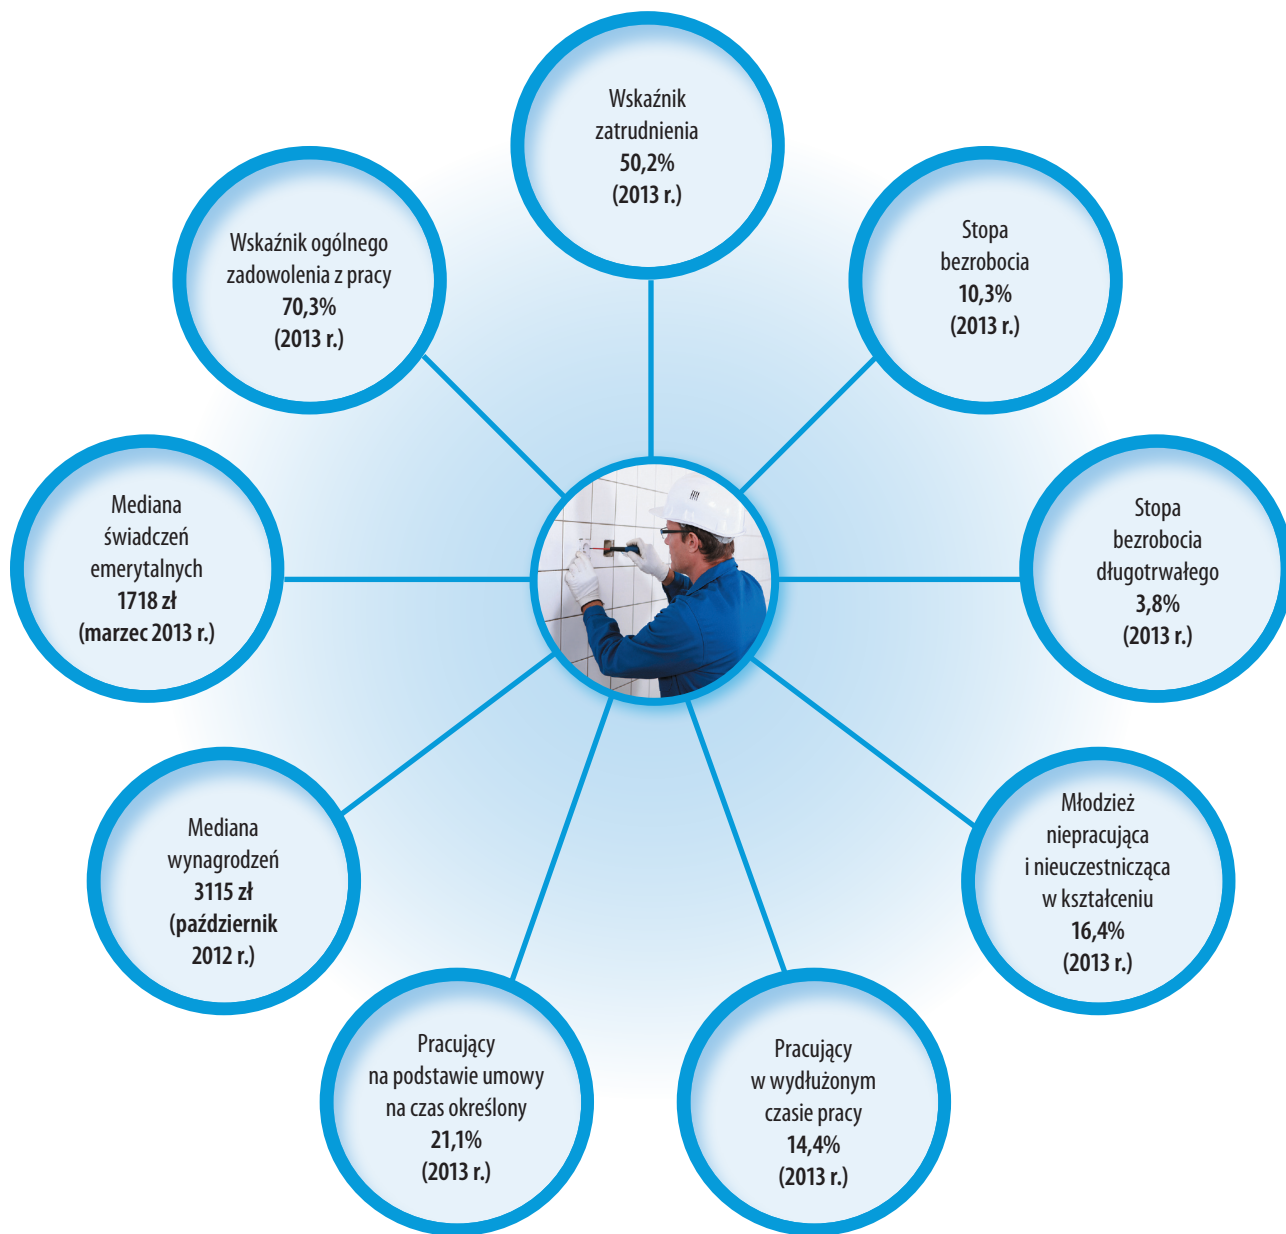 Wskaźnik
zatrudnienia
50,2%
(2013 r.)
Stopa
bezrobocia
10,3%
(2013 r.)
Stopa
bezrobocia
długotrwałego
3,8%
(2013 r.)
Młodzież
niepracująca
i nieuczestnicząca
w kształceniu
16,4%
(2013 r.)
Pracujący
w wydłużonym
czasie pracy
14,4%
(2013 r.)
Pracujący
na podstawie umowy
na czas określony
21,1%
(2013 r.)
Mediana
wynagrodzeń
3115 zł
(październik
2012 r.)
Mediana
świadczeń
emerytalnych
1718 zł
(marzec 2013 r.)
Wskaźnik ogólnego
zadowolenia z pracy
70,3%
(2013 r.)